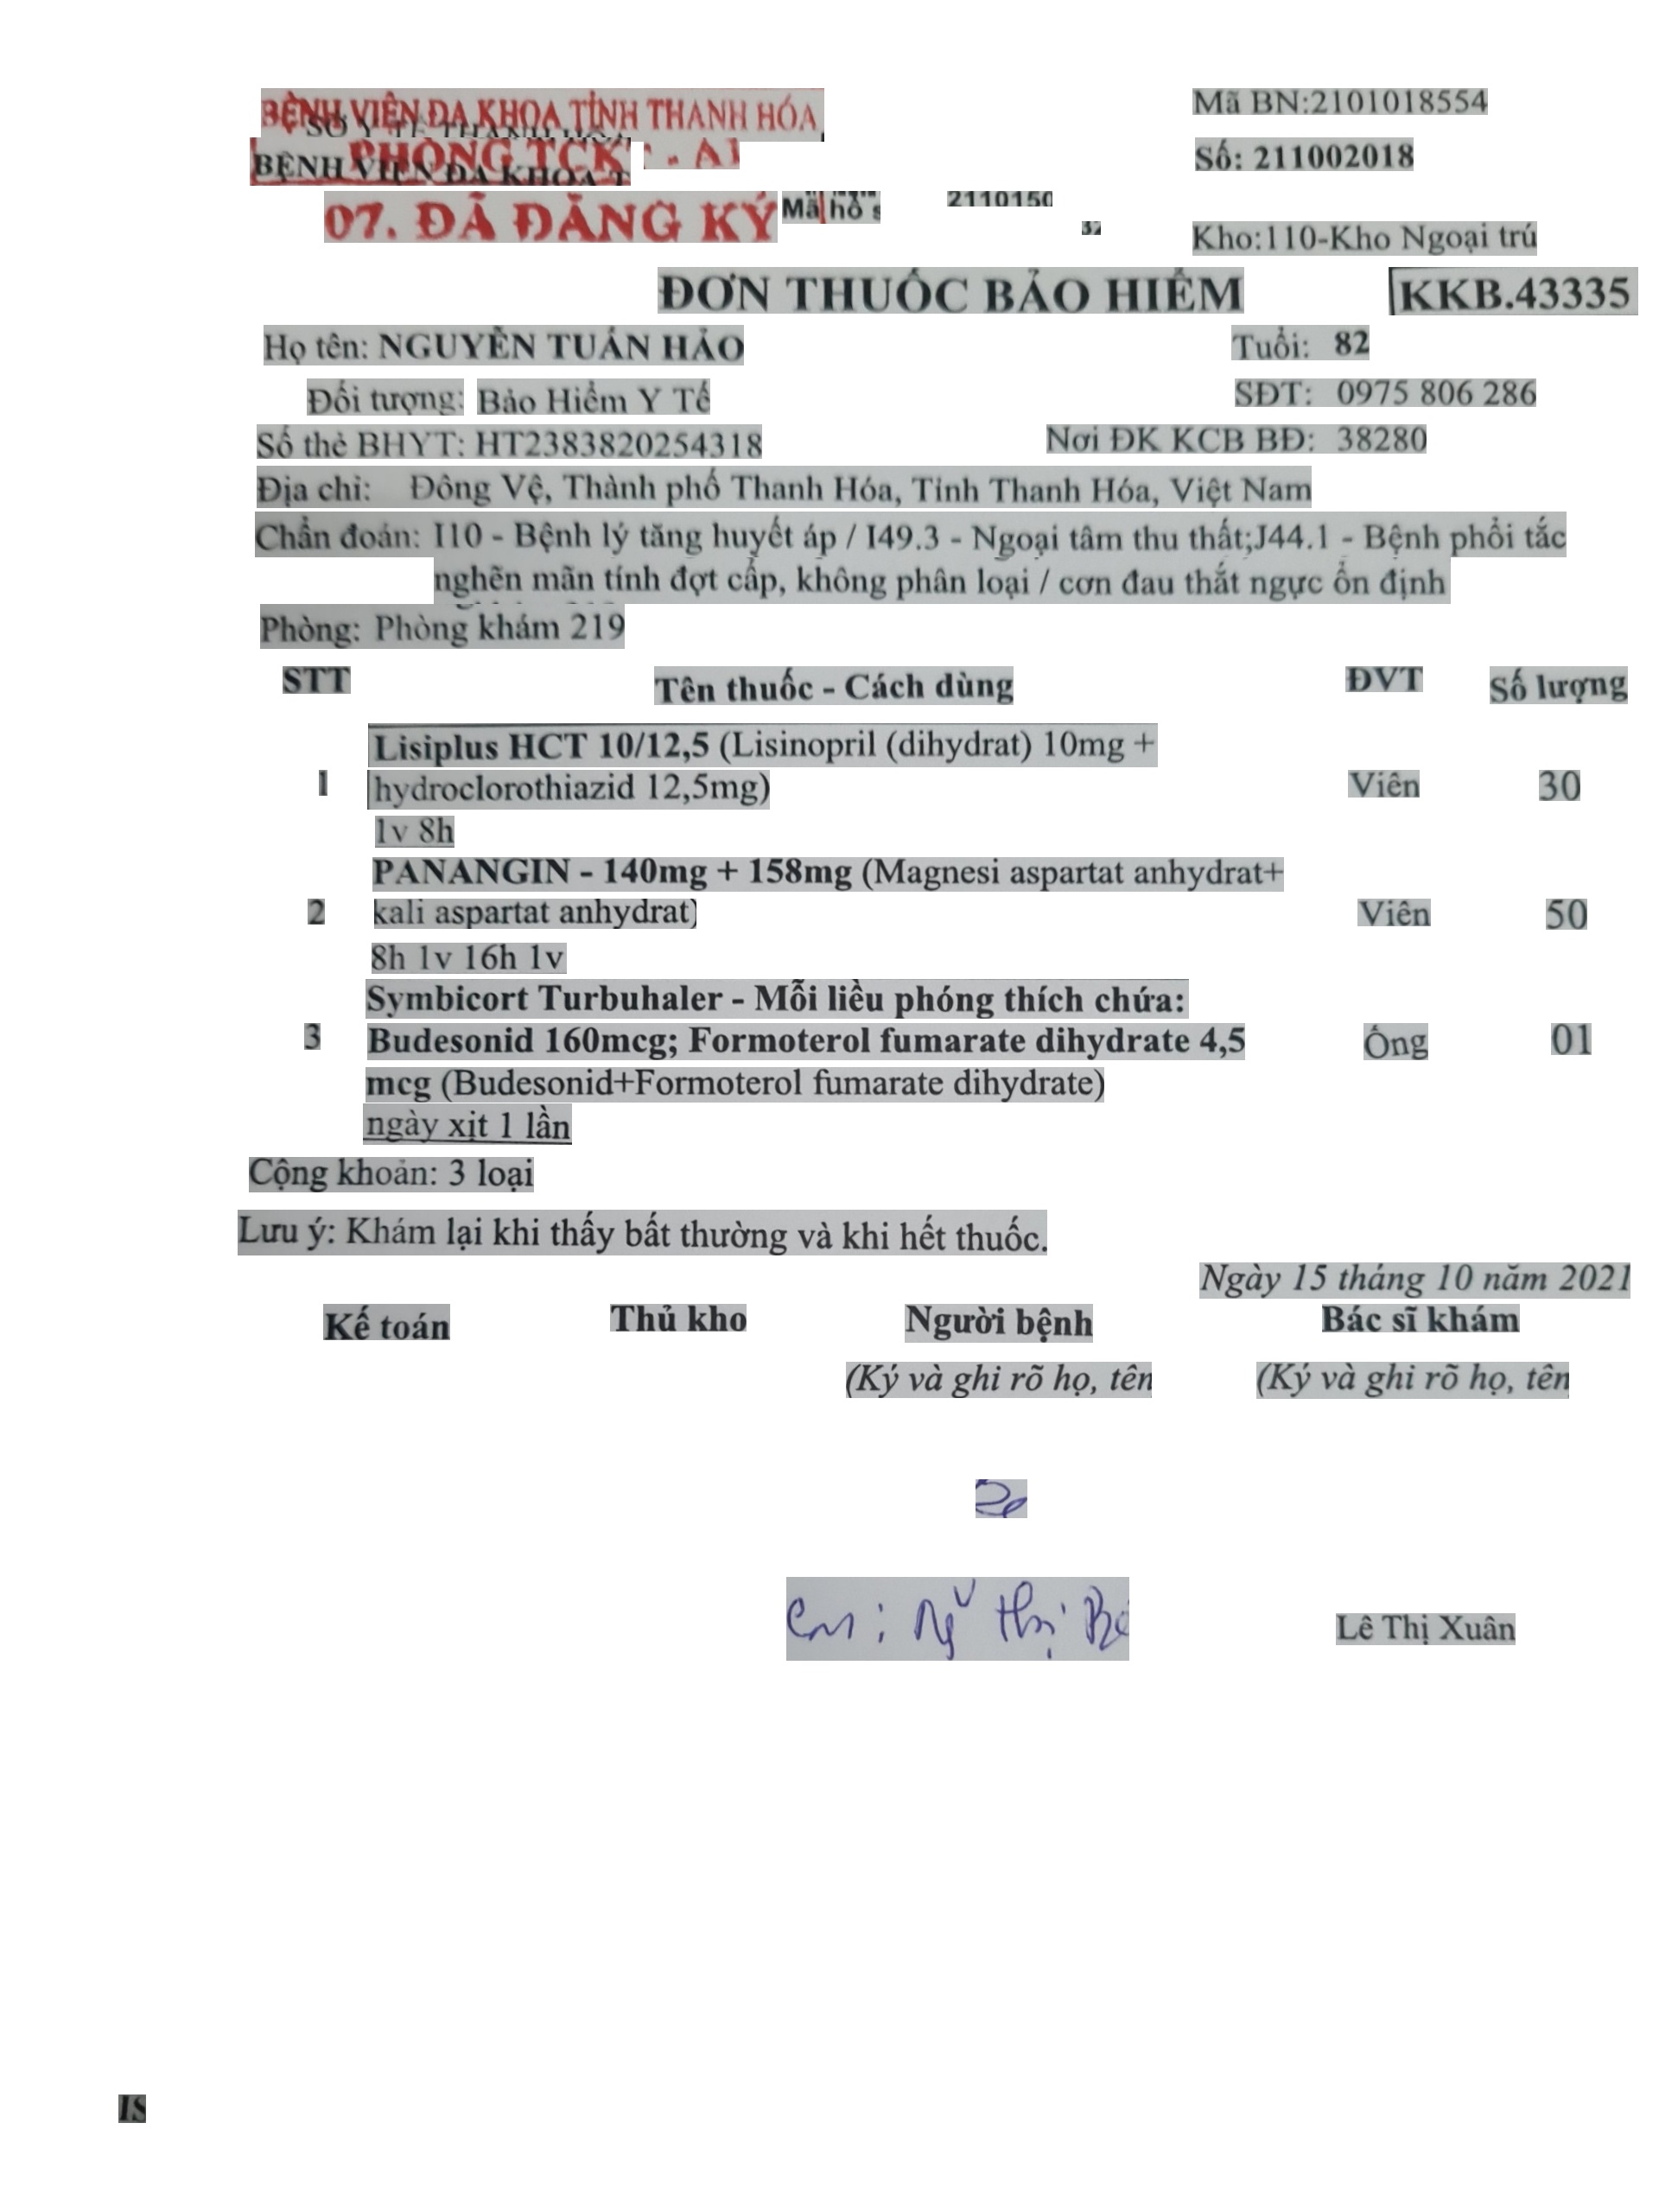 BỆNH VIỆN ĐA KHOA TỈNH THANH HÓA
Mã BN:2101018554
SỞ Y TẾ THANH HÓA
PHÒNG TCKT - A1
BỆNH VIỆN ĐA KHOA T
Số: 211002018
07. ĐÃ ĐĂNG KÝ
Mã hồ s 2110150
32
Kho:110-Kho Ngoại trú
ĐƠN THUỐC BẢO HIỂM KKB.43335
Họ tên: NGUYỄN TUẤN HẢO Tuổi: 82
Đối tượng: Bảo Hiểm Y Tế SĐT: 0975 806 286
Số thẻ BHYT: HT2383820254318 Nơi ĐK KCB BĐ: 38280
Địa chỉ: Đông Vệ, Thành phố Thanh Hóa, Tỉnh Thanh Hóa, Việt Nam
Chẩn đoán: I10 - Bệnh lý tăng huyết áp / I49.3 - Ngoại tâm thu thất;J44.1 - Bệnh phổi tắc
nghẽn mãn tính đợt cấp, không phân loại / cơn đau thắt ngực ổn định
Phòng: Phòng khám 219
STT Tên thuốc - Cách dùng ĐVT Số lượng
Lisiplus HCT 10/12,5 (Lisinopril (dihydrat) 10mg +
1 hydroclorothiazid 12,5mg) Viên 30
1v 8h
PANANGIN - 140mg + 158mg (Magnesi aspartat anhydrat+
2 kali aspartat anhydrat) Viên 50
8h 1v 16h 1v
Symbicort Turbuhaler - Mỗi liều phóng thích chứa:
3 Budesonid 160mcg; Formoterol fumarate dihydrate 4,5 Ống 01
mcg (Budesonid+Formoterol fumarate dihydrate)
ngày xịt 1 lần
Cộng khoản: 3 loại
Lưu ý: Khám lại khi thấy bất thường và khi hết thuốc.
Ngày 15 tháng 10 năm 2021
Kế toán Thủ kho Người bệnh Bác sĩ khám
(Ký và ghi rõ họ, tên (Ký và ghi rõ họ, tên
Thị
Lê Thị Xuân
IS